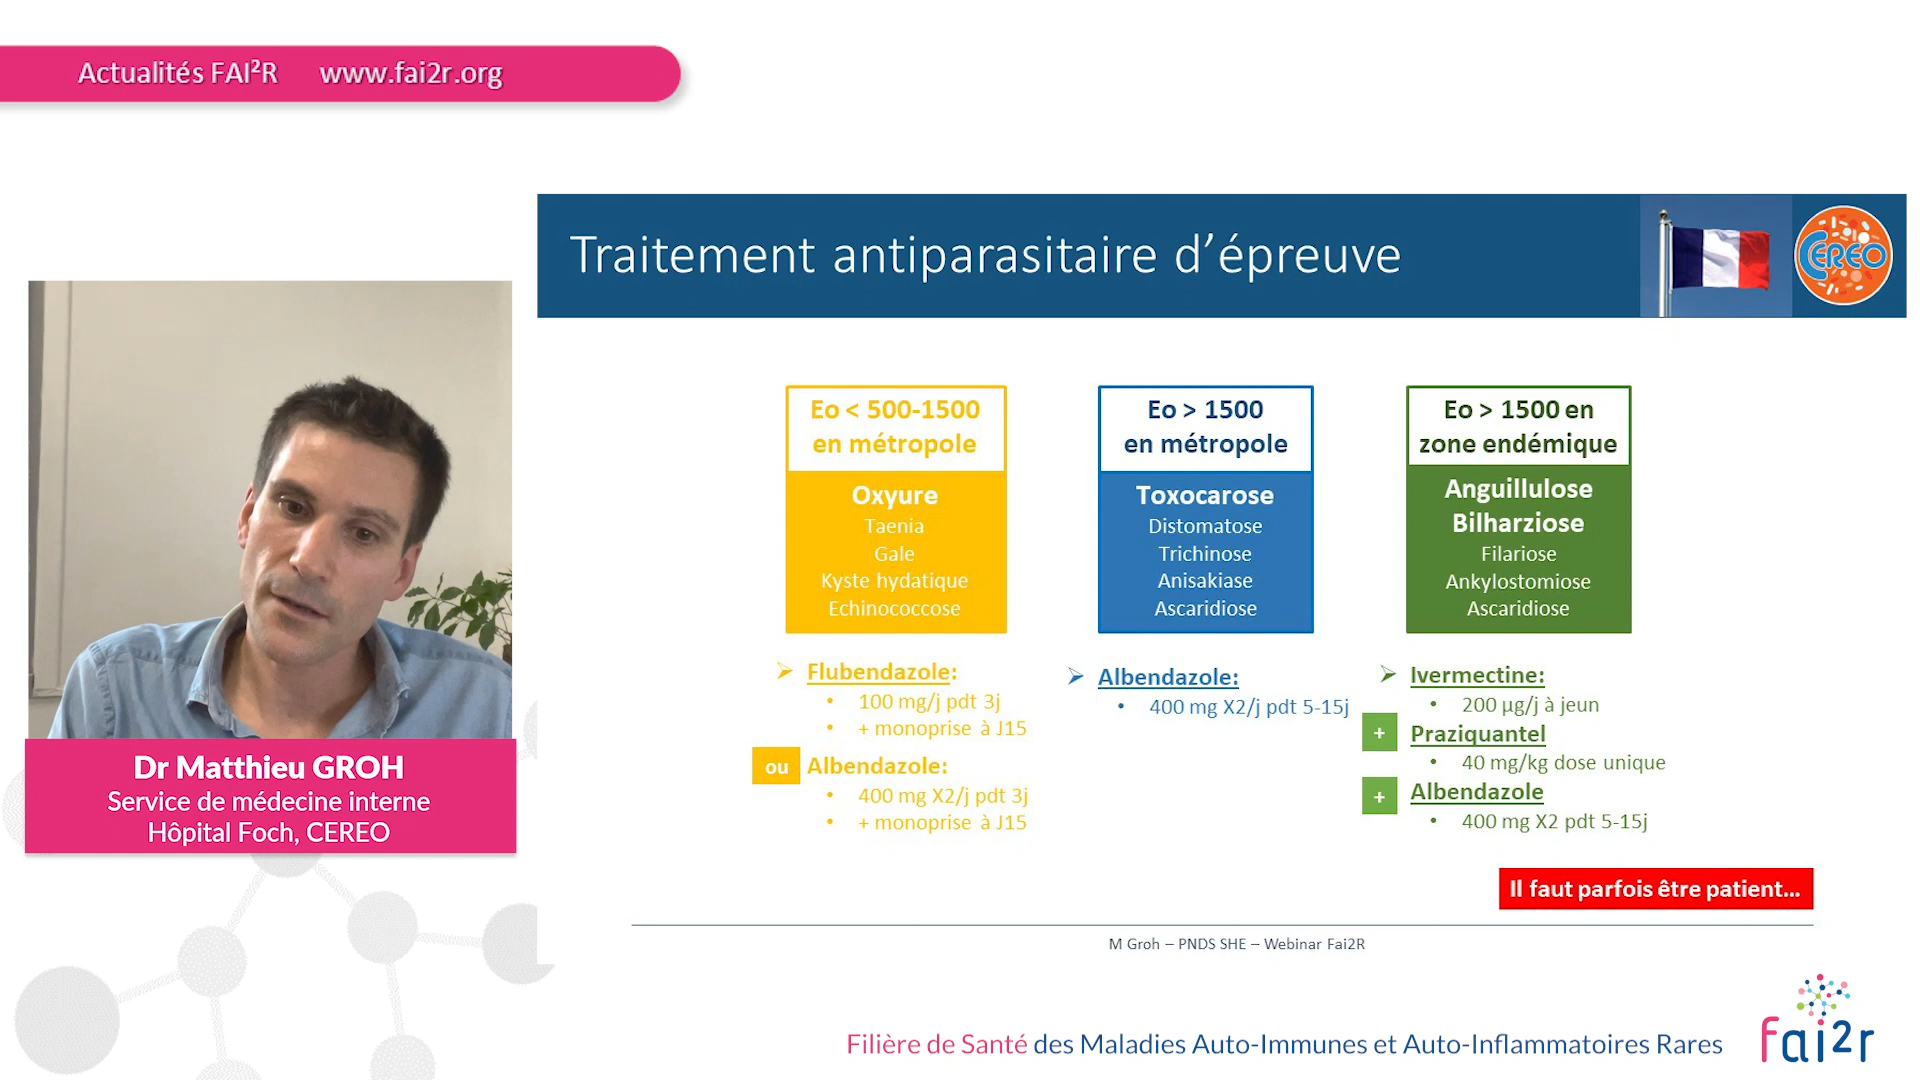 Actualités FAI²R www.fai2r.org
Traitement antiparasitaire d'épreuve
CEREO
Eo < 500-1500
en métropole
Oxyure
Taenia
Gale
Kyste hydatique
Echinococcose
Flubendazole:
100 mg/j pdt 3j
+ monoprise à J15
ou Albendazole:
400 mg X2/j pdt 3j
+ monoprise à J15
Eo > 1500
en métropole
Toxocarose
Distomatose
Trichinose
Anisakiase
Ascaridiose
Albendazole:
400 mg X2/j pdt 5-15j
Eo > 1500 en
zone endémique
Anguillulose
Bilharziose
Filariose
Ankylostomiose
Ascaridiose
Ivermectine:
200 µg/j à jeun
+ Praziquantel
40 mg/kg dose unique
+ Albendazole
400 mg X2 pdt 5-15j
Il faut parfois être patient...
M Groh – PNDS SHE – Webinar Fai2R
Dr Matthieu GROH
Service de médecine interne
Hôpital Foch, CEREO
Filière de Santé des Maladies Auto-Immunes et Auto-Inflammatoires Rares
fai2r